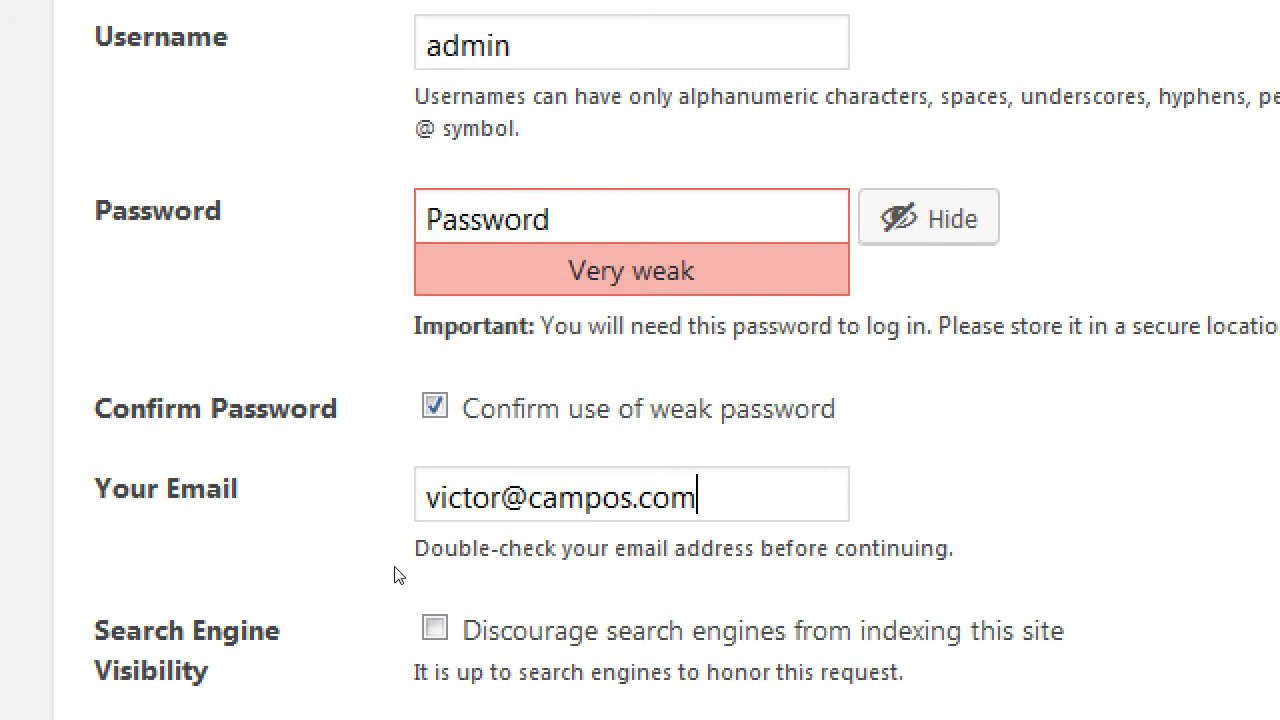 Username
admin
Usernames can have only alphanumeric characters, spaces, underscores, hyphens,
@ symbol.
Password
Password
Hide
Very weak
Important: You will need this password to log in. Please store it in a secure
Confirm Password
Confirm use of weak password
Your Email
victor@campos.com
Double-check your email address before continuing.
Search Engine
Visibility
Discourage search engines from indexing this site
It is up to search engines to honor this request.